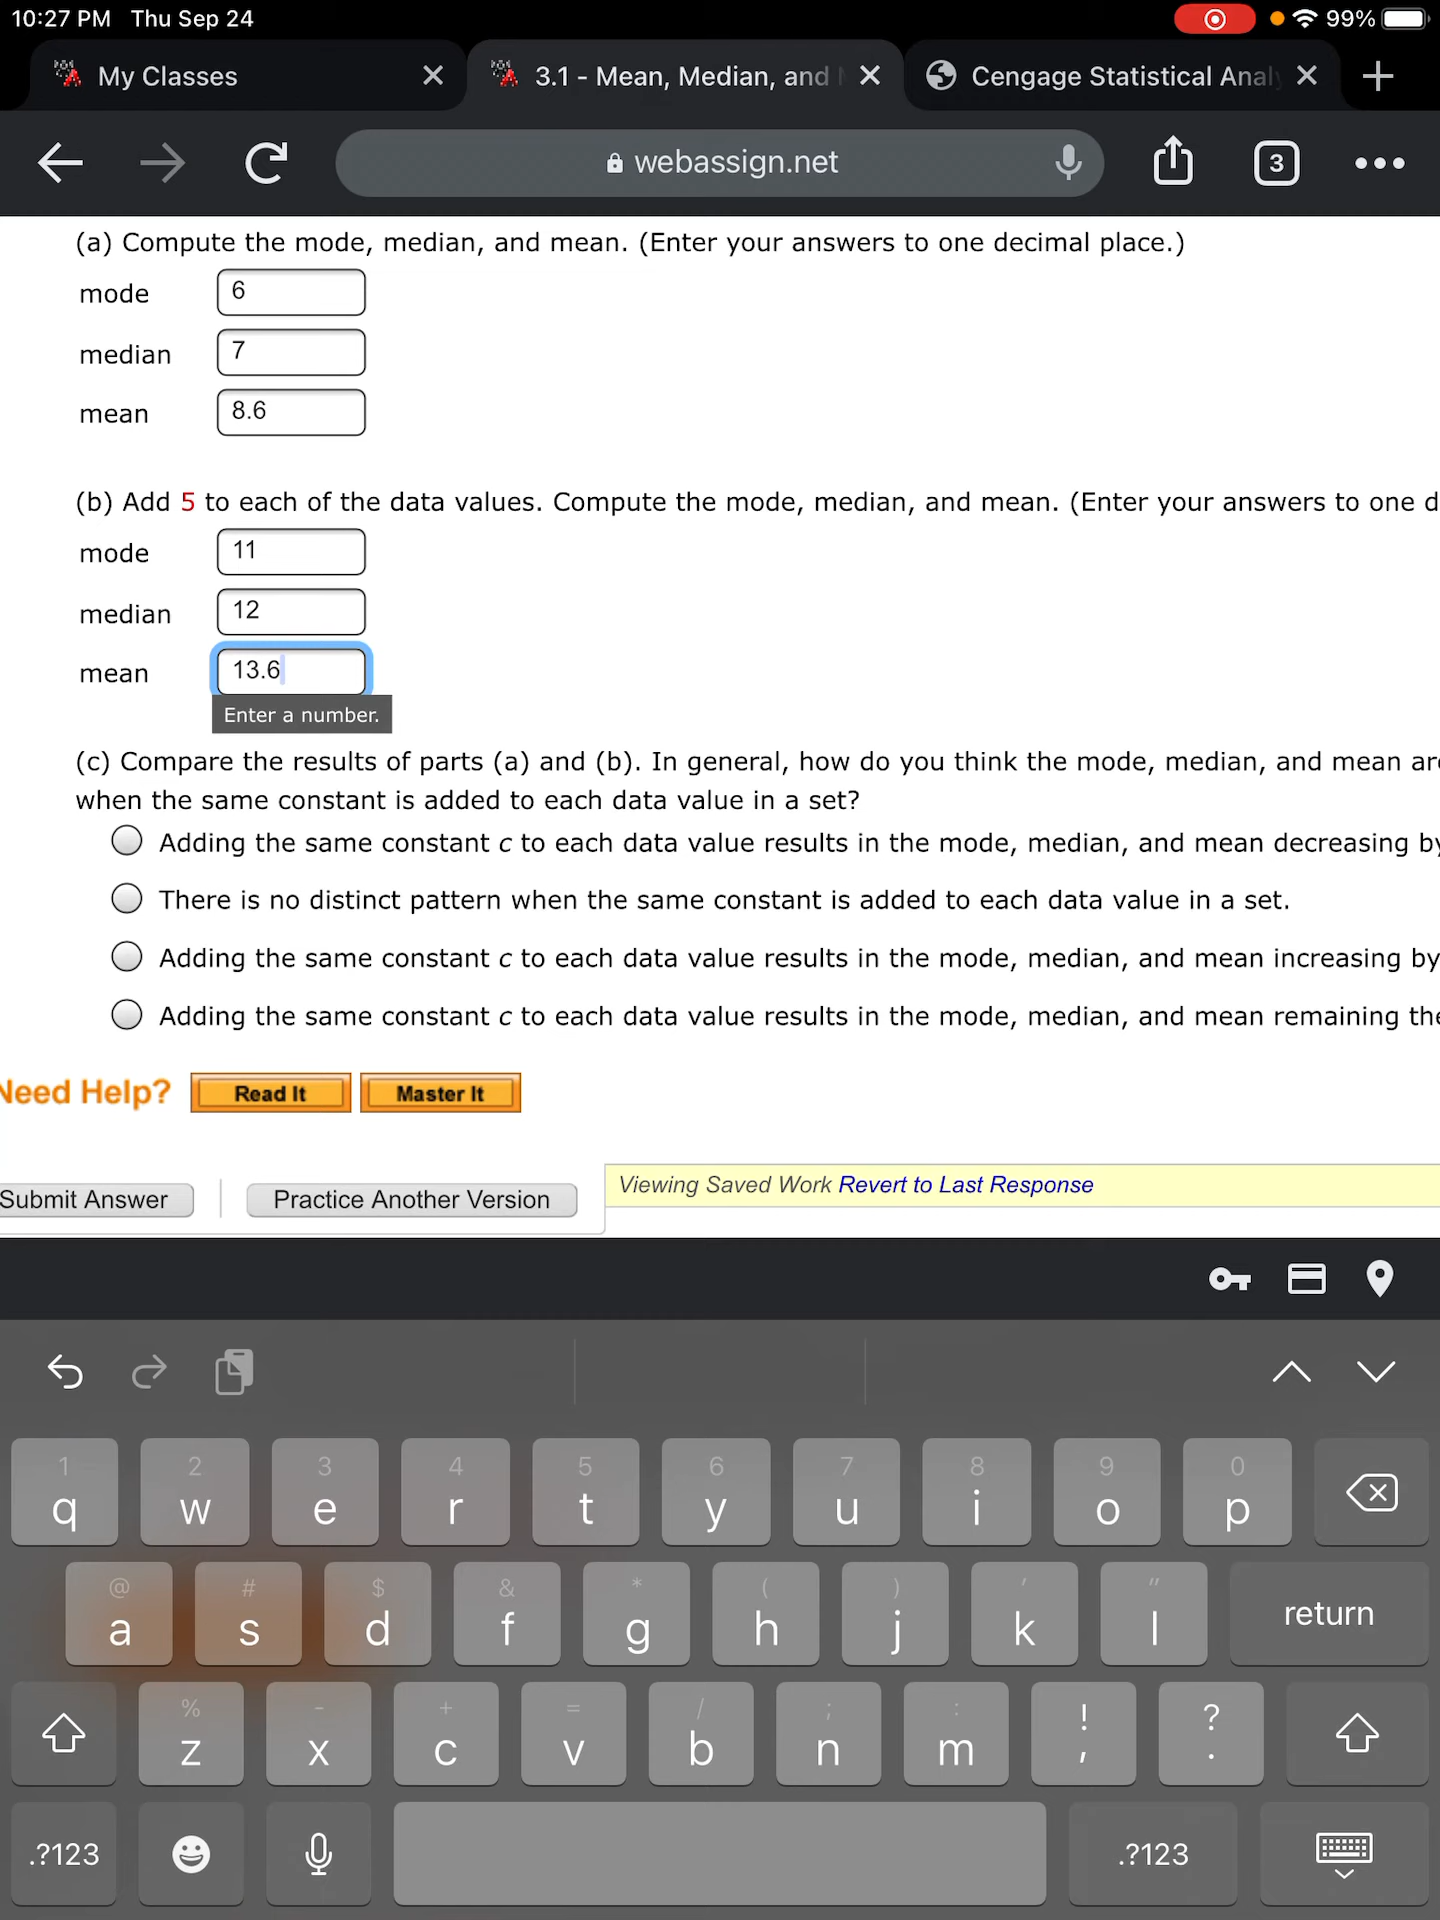 10:27 PM Thu Sep 24
99%
My Classes
3.1 - Mean, Median, and
Cengage Statistical Anal
webassign.net
3
(a) Compute the mode, median, and mean. (Enter your answers to one decimal place.)
mode 6
median 7
mean 8.6
(b) Add 5 to each of the data values. Compute the mode, median, and mean. (Enter your answers to one d
mode 11
median 12
mean 13.6
Enter a number.
(c) Compare the results of parts (a) and (b). In general, how do you think the mode, median, and mean are
when the same constant is added to each data value in a set?
Adding the same constant c to each data value results in the mode, median, and mean decreasing by
There is no distinct pattern when the same constant is added to each data value in a set.
Adding the same constant c to each data value results in the mode, median, and mean increasing by
Adding the same constant c to each data value results in the mode, median, and mean remaining the
Need Help? Read It Master It
Submit Answer Practice Another Version
Viewing Saved Work Revert to Last Response
1 2 3 4 5 6 7 8 9 0
q w e r t y u i o p
@ # $ & * ( ) ' "
a s d f g h j k l return
% - + = / ; : ! ?
z x c v b n m , .
.?123 .?123